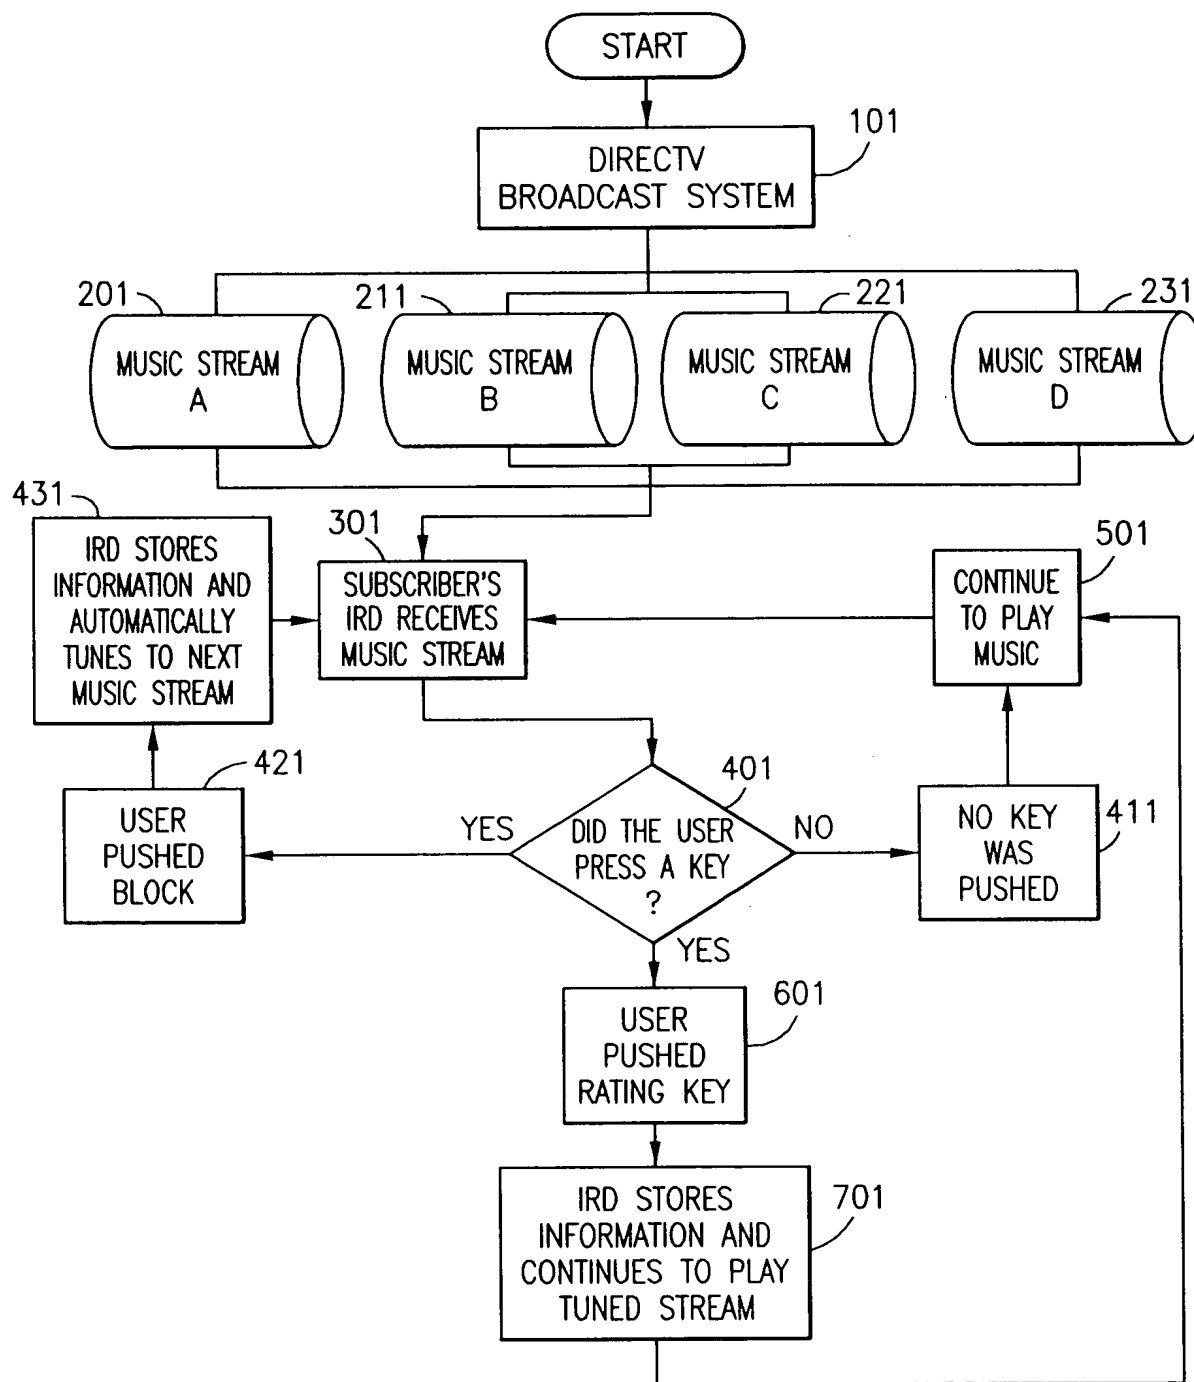 START
101
DIRECTV
BROADCAST SYSTEM
201
211
221
231
MUSIC STREAM
A
MUSIC STREAM
B
MUSIC STREAM
C
MUSIC STREAM
D
431
IRD STORES
INFORMATION AND
AUTOMATICALLY
TUNES TO NEXT
MUSIC STREAM
301
SUBSCRIBER'S
IRD RECEIVES
MUSIC STREAM
501
CONTINUE
TO PLAY
MUSIC
421
USER
PUSHED
BLOCK
YES
401
DID THE USER
PRESS A KEY
?
NO
411
NO KEY
WAS
PUSHED
YES
601
USER
PUSHED
RATING KEY
701
IRD STORES
INFORMATION AND
CONTINUES TO PLAY
TUNED STREAM